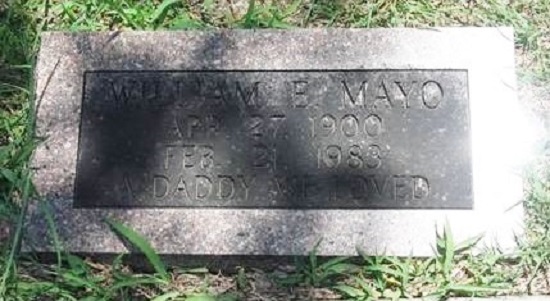 WILLIAM E. MAYO
APR. 27, 1900
FEB. 21, 1983
A DADDY WE LOVED